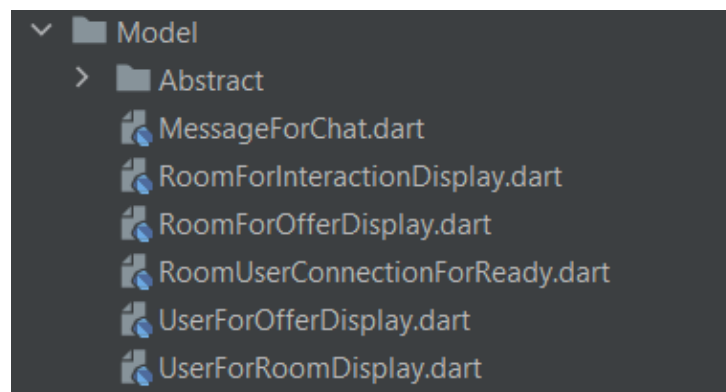 Model
Abstract
MessageForChat.dart
RoomForInteractionDisplay.dart
RoomForOfferDisplay.dart
RoomUserConnectionForReady.dart
UserForOfferDisplay.dart
UserForRoomDisplay.dart